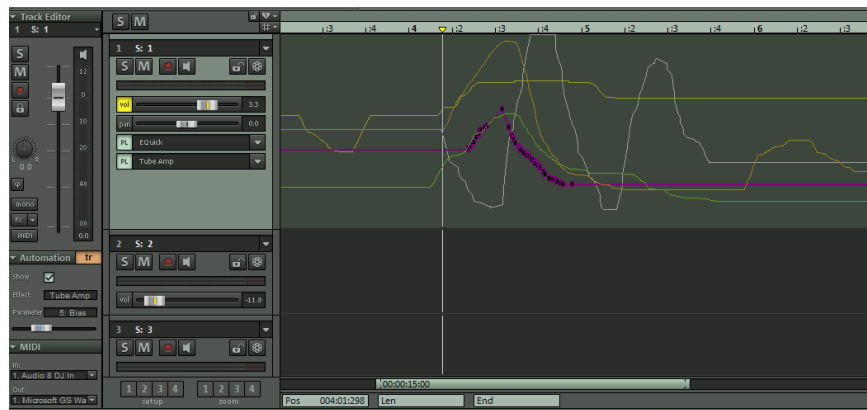 Track Editor
1 S: 1
S
M
12
0
10
20
40
00
0.0
L R
0.0
φ
mono
FX
MIDI
Automation tr
Show:
Effect: Tube Amp
Parameter 5: Bias
MIDI
In:
1. Audio 8 DJ In
Out:
1. Microsoft GS Wa
S M
1 S: 1
S M
vol 3.3
pan 0.0
PL EQuick
PL Tube Amp
2 S: 2
S M
vol -11.8
3 S: 3
S M
1 2 3 4 1 2 3 4
setup zoom
:3 :4 4 :2 :3 :4 5 :2 :3 :4 6 :2 :3
00:00:15:00
Pos 004:01:298 Len End